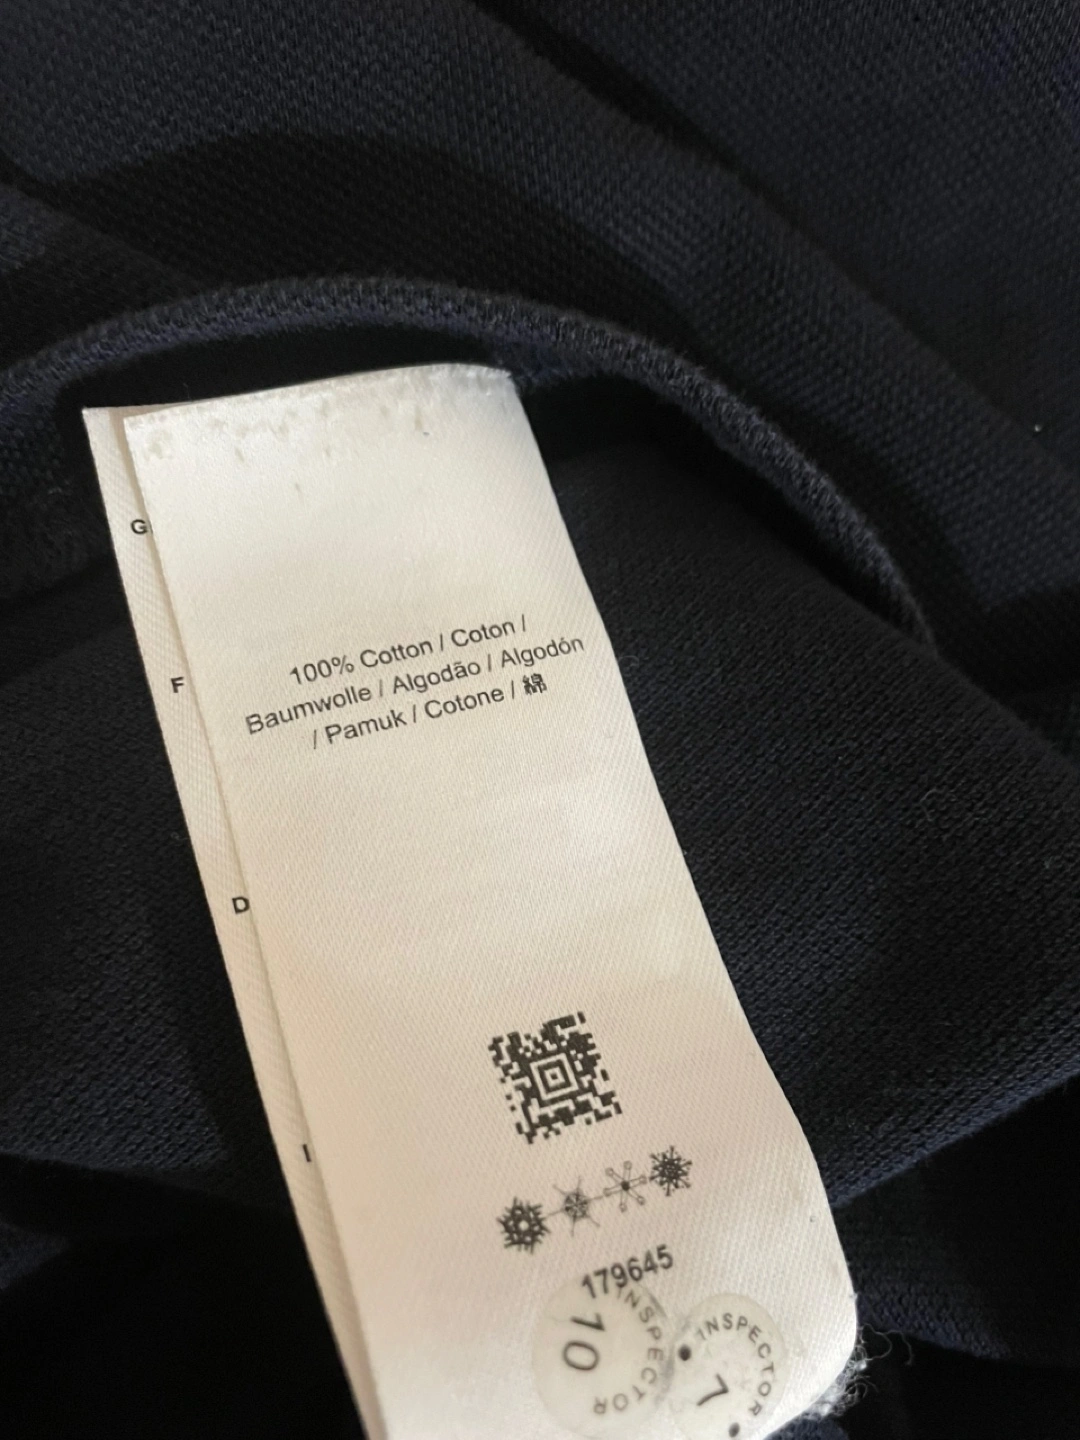 G
F
D
I
100% Cotton / Coton /
Baumwolle / Algodão / Algodón
/ Pamuk / Cotone / 綿
179645
INSPECTOR
10
INSPECTOR
7